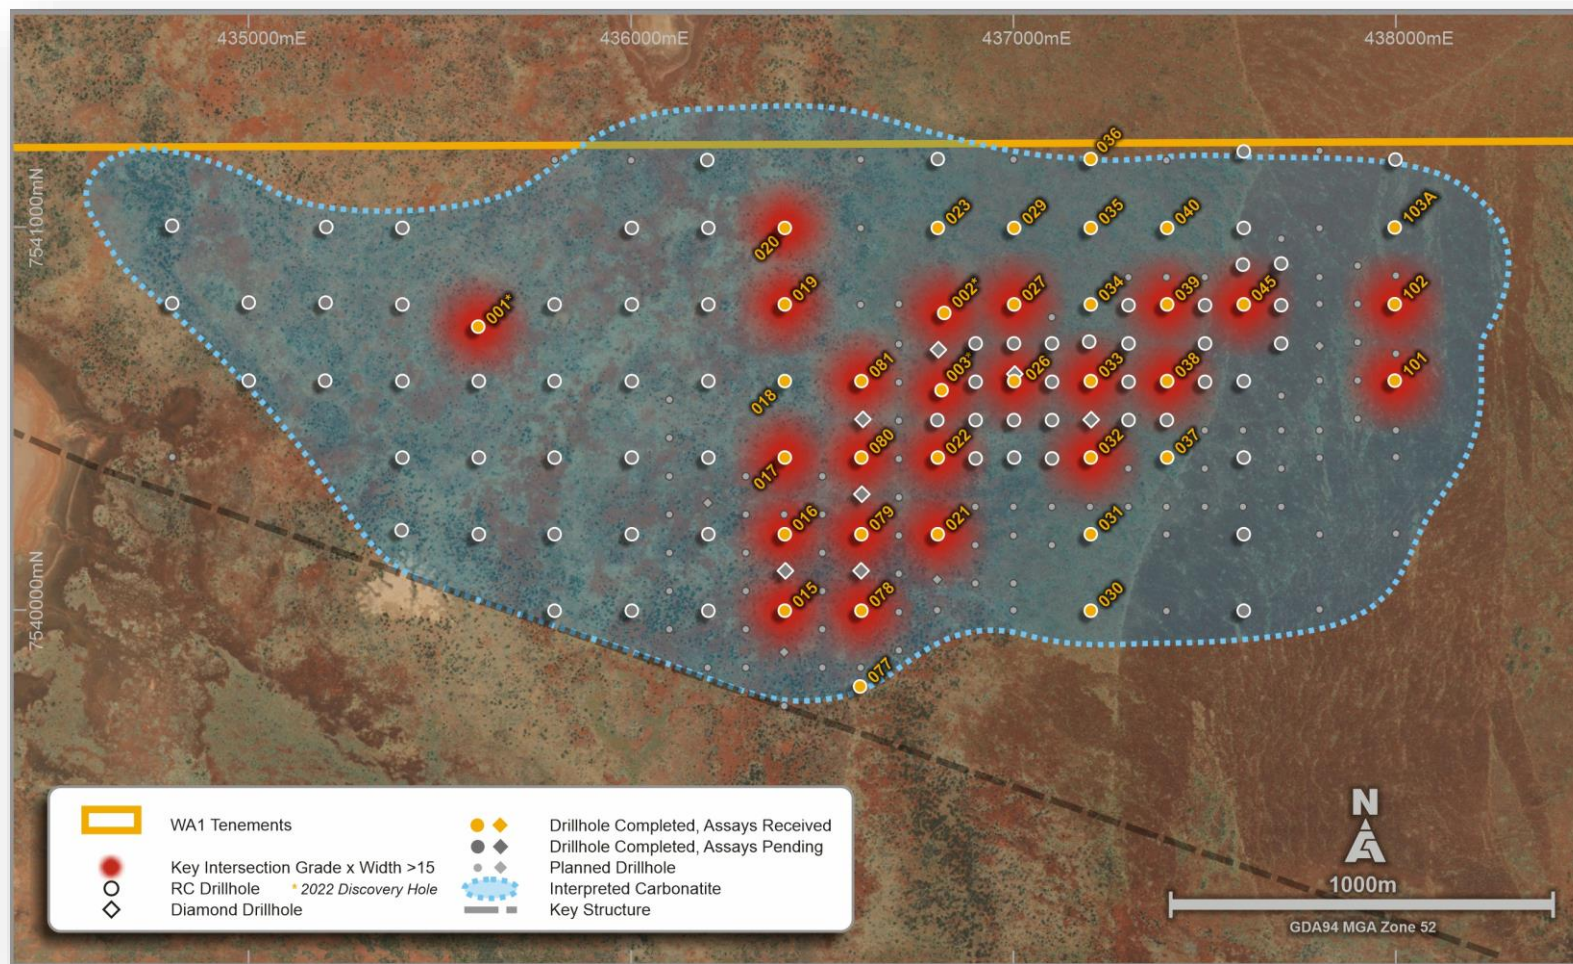 435000mE
436000mE
437000mE
438000mE
7541000mN
7540000mN
036
020
023
029
035
040
103A
001*
019
002*
027
034
039
045
102
018
081
003*
026
033
038
101
017
080
022
032
037
016
079
021
031
015
078
030
077
WA1 Tenements
Key Intersection Grade x Width >15
RC Drillhole
* 2022 Discovery Hole
Diamond Drillhole
Drillhole Completed, Assays Received
Drillhole Completed, Assays Pending
Planned Drillhole
Interpreted Carbonatite
Key Structure
N
1000m
GDA94 MGA Zone 52